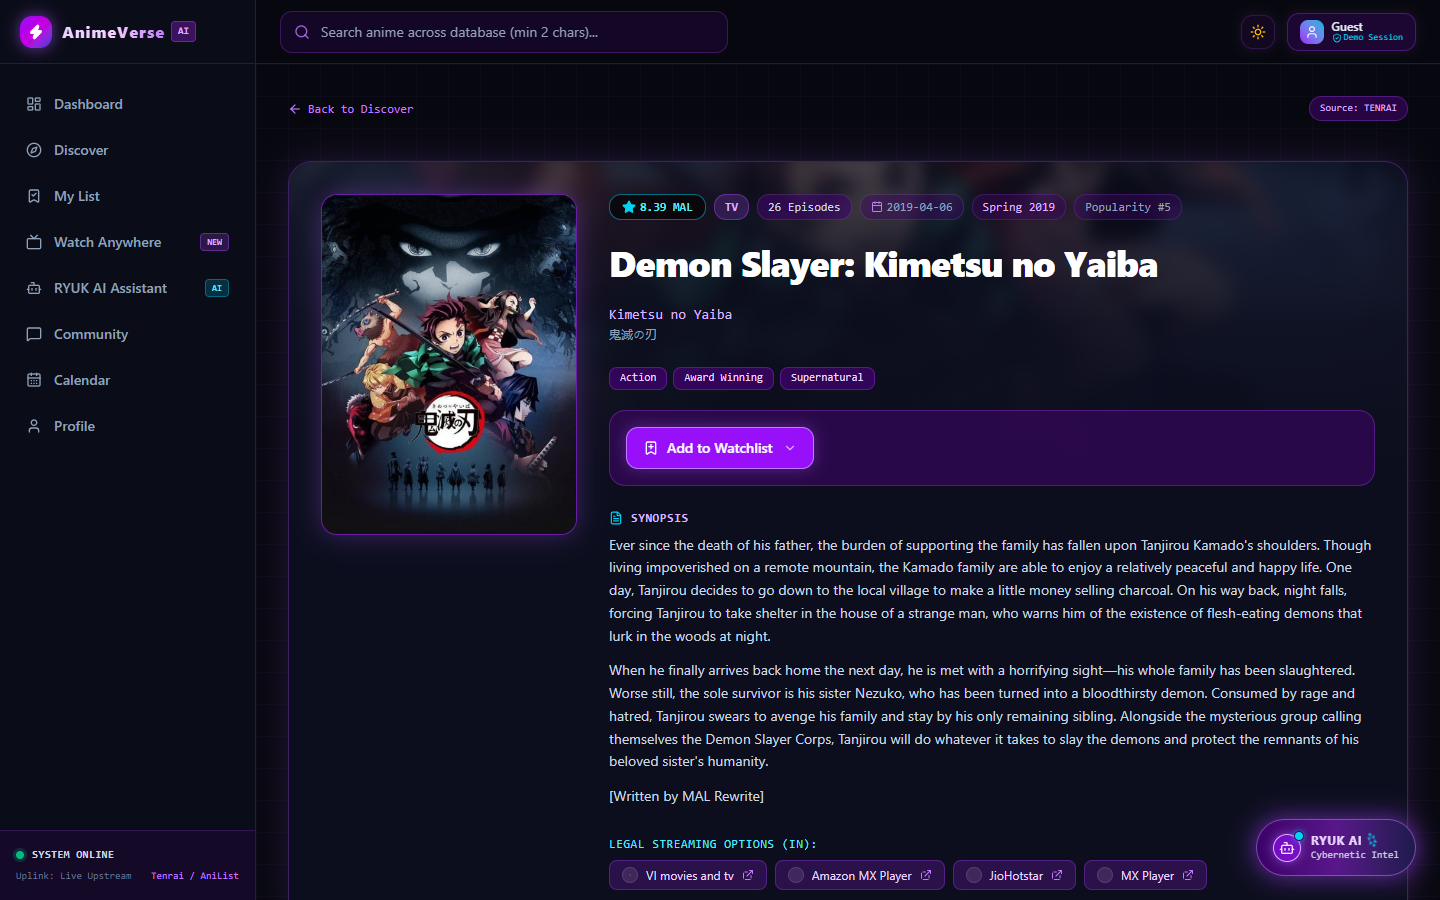 AnimeVerse AI
Search anime across database (min 2 chars)...
Guest
Demo Session
Dashboard
Discover
My List
Watch Anywhere NEW
RYUK AI Assistant AI
Community
Calendar
Profile
SYSTEM ONLINE
Uplink: Live Upstream Tenrai / AniList
Back to Discover
Source: TENRAI
鬼滅の刃
8.39 MAL TV 26 Episodes 2019-04-06 Spring 2019 Popularity #5
Demon Slayer: Kimetsu no Yaiba
Kimetsu no Yaiba
鬼滅の刃
Action Award Winning Supernatural
Add to Watchlist
SYNOPSIS
Ever since the death of his father, the burden of supporting the family has fallen upon Tanjirou Kamado's shoulders. Though
living impoverished on a remote mountain, the Kamado family are able to enjoy a relatively peaceful and happy life. One
day, Tanjirou decides to go down to the local village to make a little money selling charcoal. On his way back, night falls,
forcing Tanjirou to take shelter in the house of a strange man, who warns him of the existence of flesh-eating demons that
lurk in the woods at night.
When he finally arrives back home the next day, he is met with a horrifying sight—his whole family has been slaughtered.
Worse still, the sole survivor is his sister Nezuko, who has been turned into a bloodthirsty demon. Consumed by rage and
hatred, Tanjirou swears to avenge his family and stay by his only remaining sibling. Alongside the mysterious group calling
themselves the Demon Slayer Corps, Tanjirou will do whatever it takes to slay the demons and protect the remnants of his
beloved sister's humanity.
[Written by MAL Rewrite]
LEGAL STREAMING OPTIONS (IN):
VI movies and tv Amazon MX Player JioHotstar MX Player
RYUK AI
Cybernetic Intel